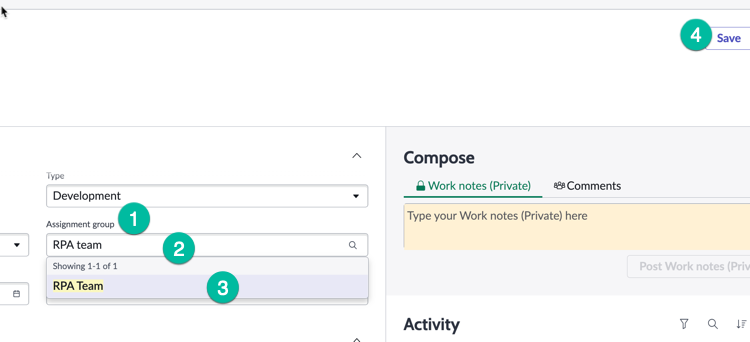 4
Save
Type
Development
Assignment group
1
RPA team
2
Showing 1-1 of 1
RPA Team
3
Compose
Work notes (Private)
Comments
Type your Work notes (Private) here
Post Work notes (Priv
Activity